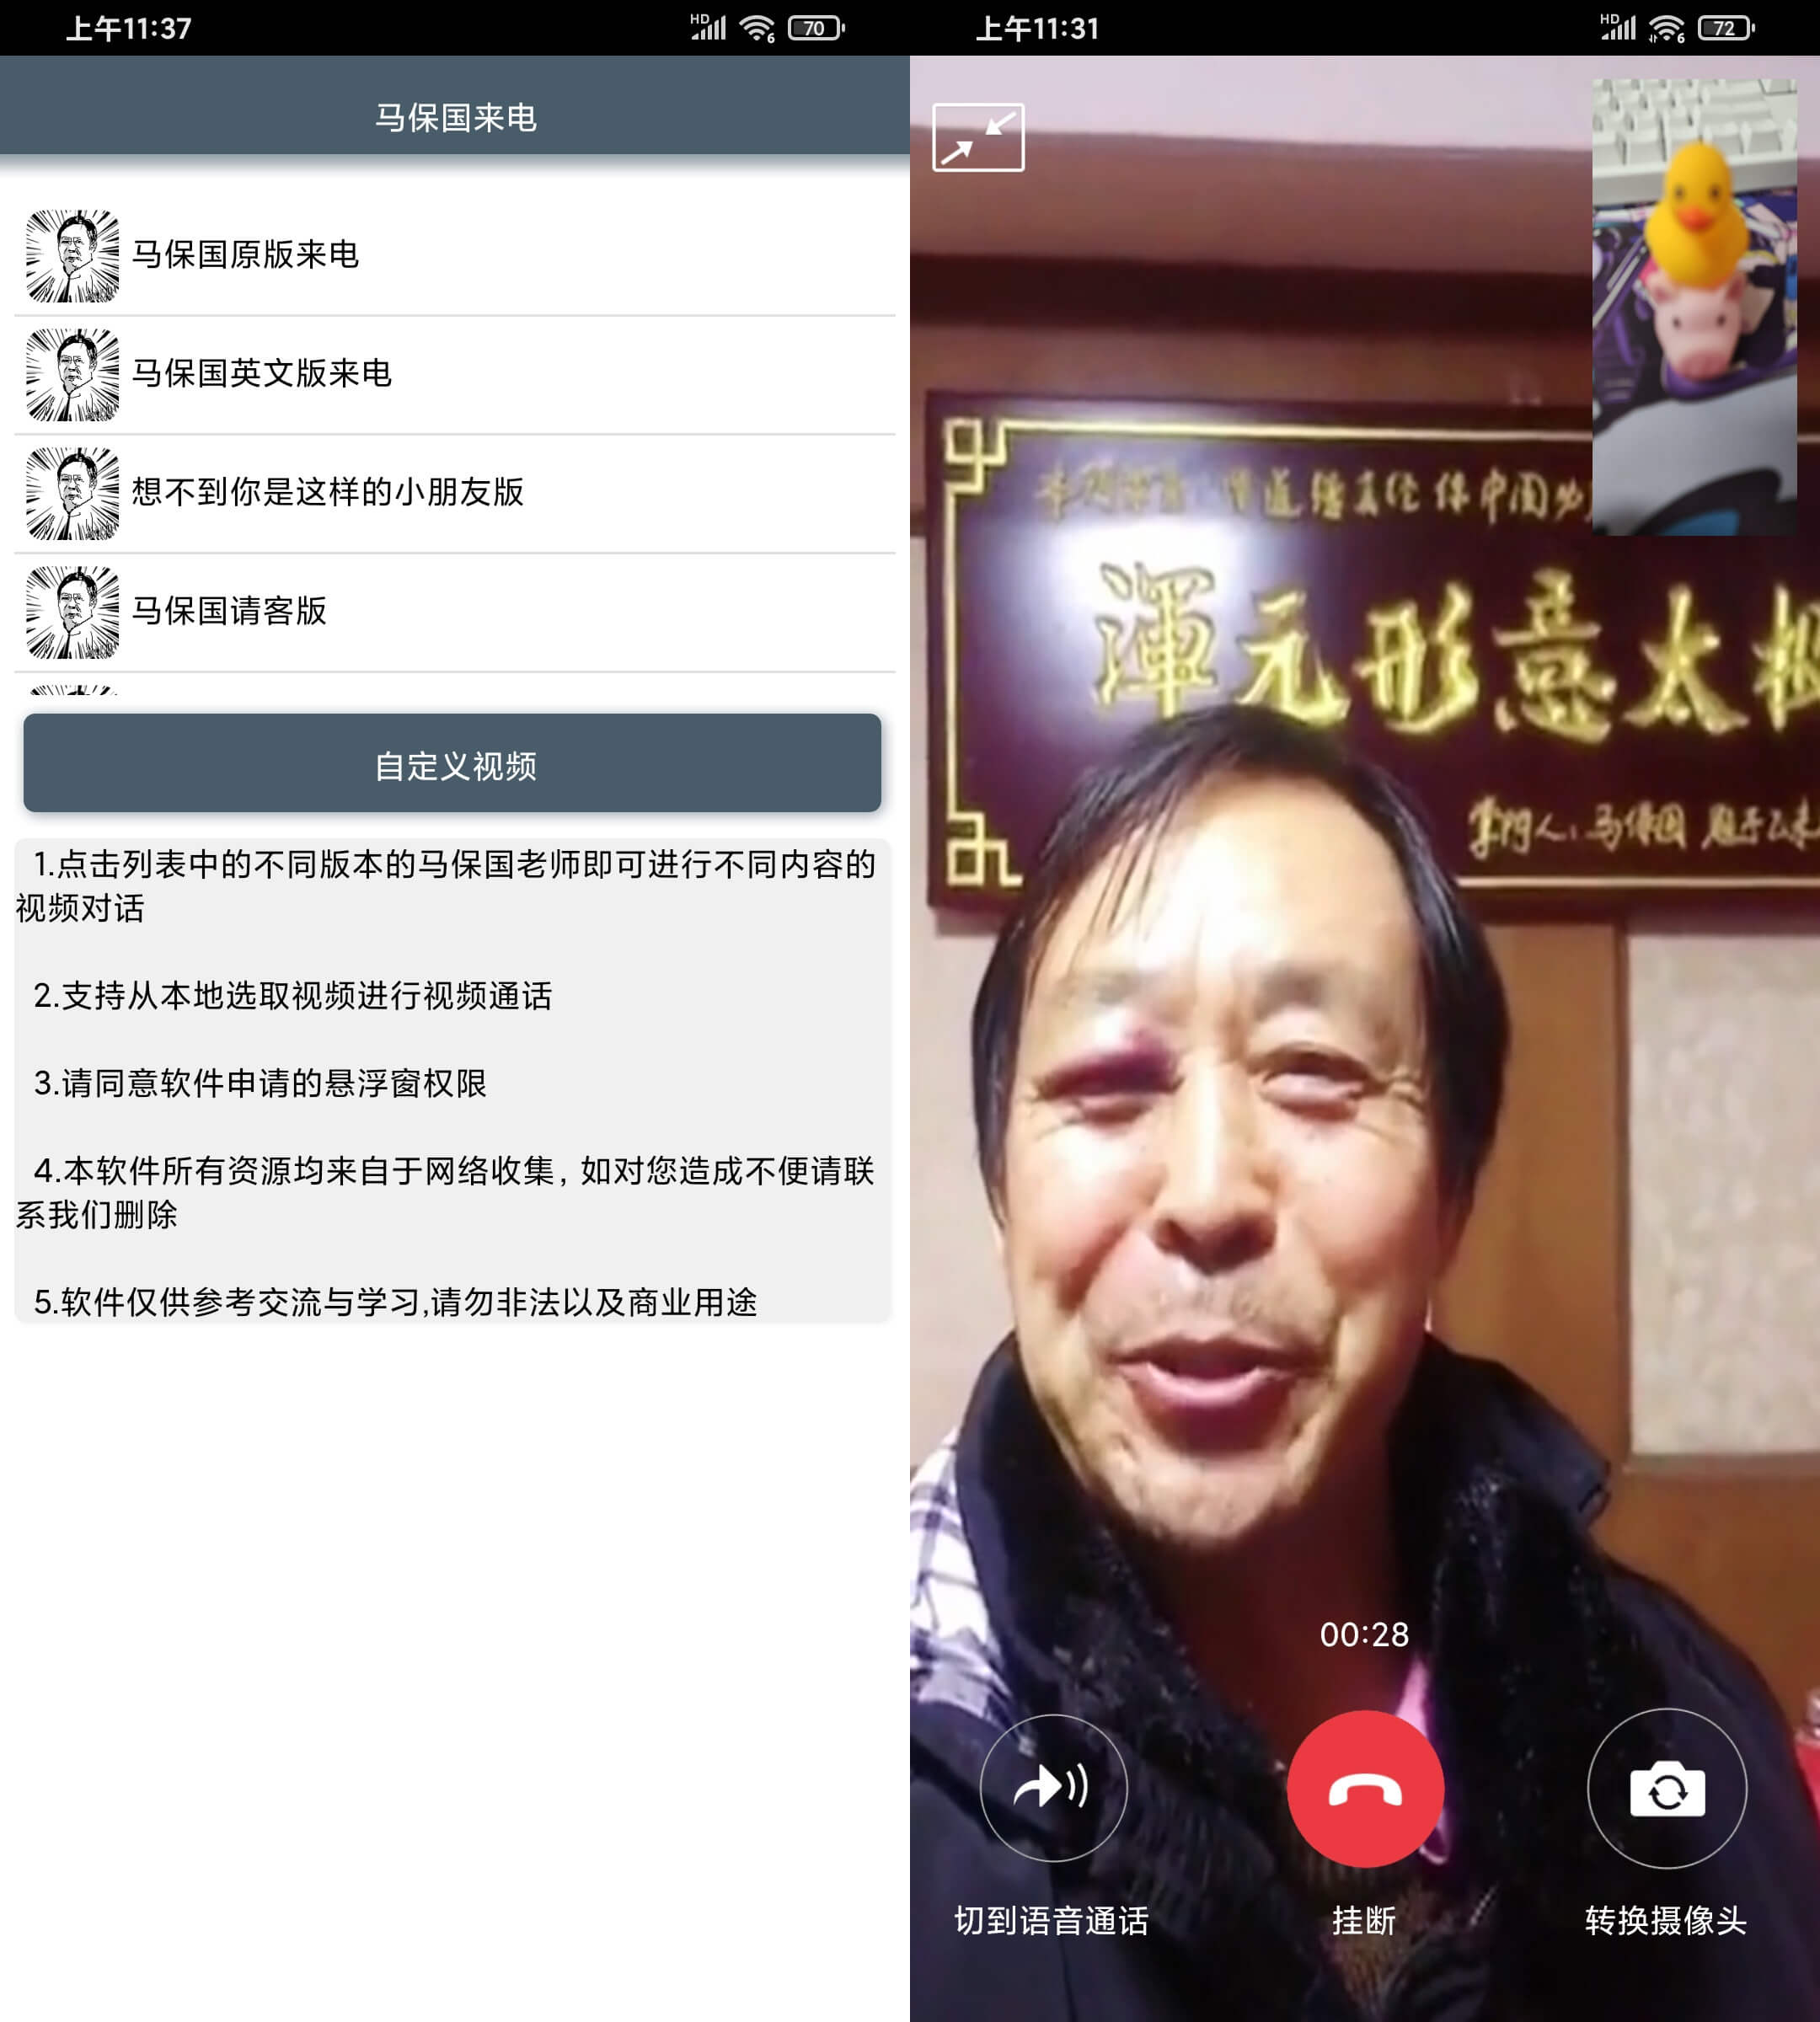 上午11:37
HD
6
70
马保国来电
马保国原版来电
马保国英文版来电
想不到你是这样的小朋友版
马保国请客版
自定义视频
1.点击列表中的不同版本的马保国老师即可进行不同内容的
视频对话
2.支持从本地选取视频进行视频通话
3.请同意软件申请的悬浮窗权限
4.本软件所有资源均来自于网络收集，如对您造成不便请联
系我们删除
5.软件仅供参考交流与学习,请勿非法以及商业用途
上午11:31
HD
6
72
渾元形意太
掌门人:马保国
00:28
切到语音通话
挂断
转换摄像头